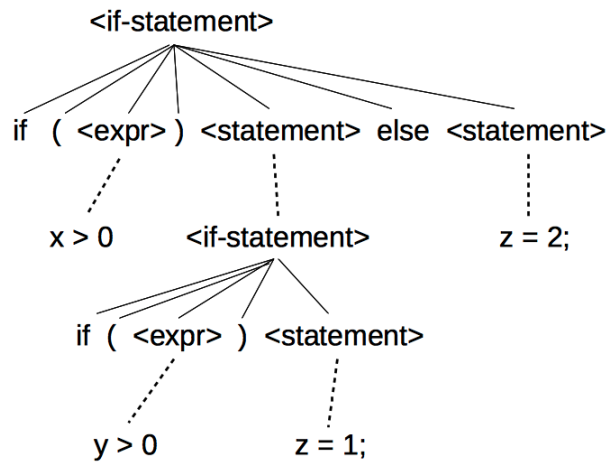 <if-statement>
if ( <expr> ) <statement> else <statement>
x > 0 <if-statement> z = 2;
if ( <expr> ) <statement>
y > 0 z = 1;